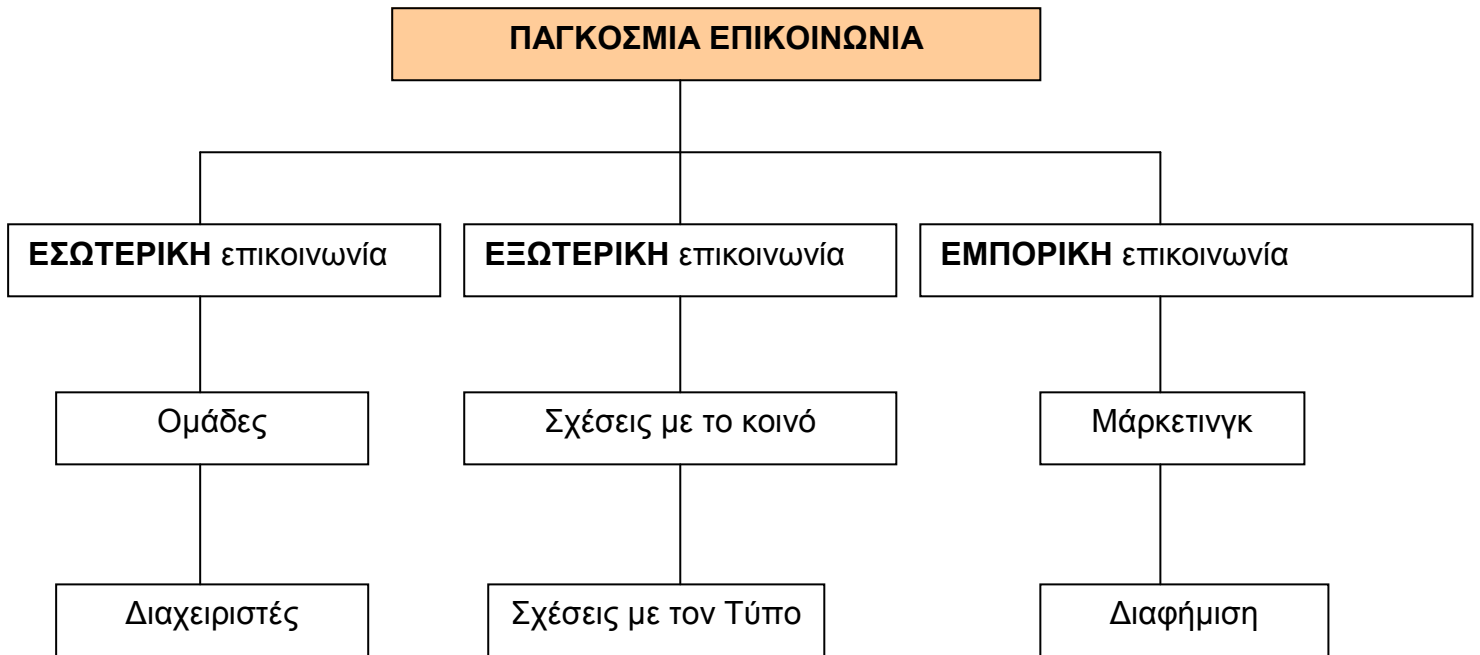 ΠΑΓΚΟΣΜΙΑ ΕΠΙΚΟΙΝΩΝΙΑ
ΕΣΩΤΕΡΙΚΗ επικοινωνία
ΕΞΩΤΕΡΙΚΗ επικοινωνία
ΕΜΠΟΡΙΚΗ επικοινωνία
Ομάδες
Σχέσεις με το κοινό
Μάρκετινγκ
Διαχειριστές
Σχέσεις με τον Τύπο
Διαφήμιση